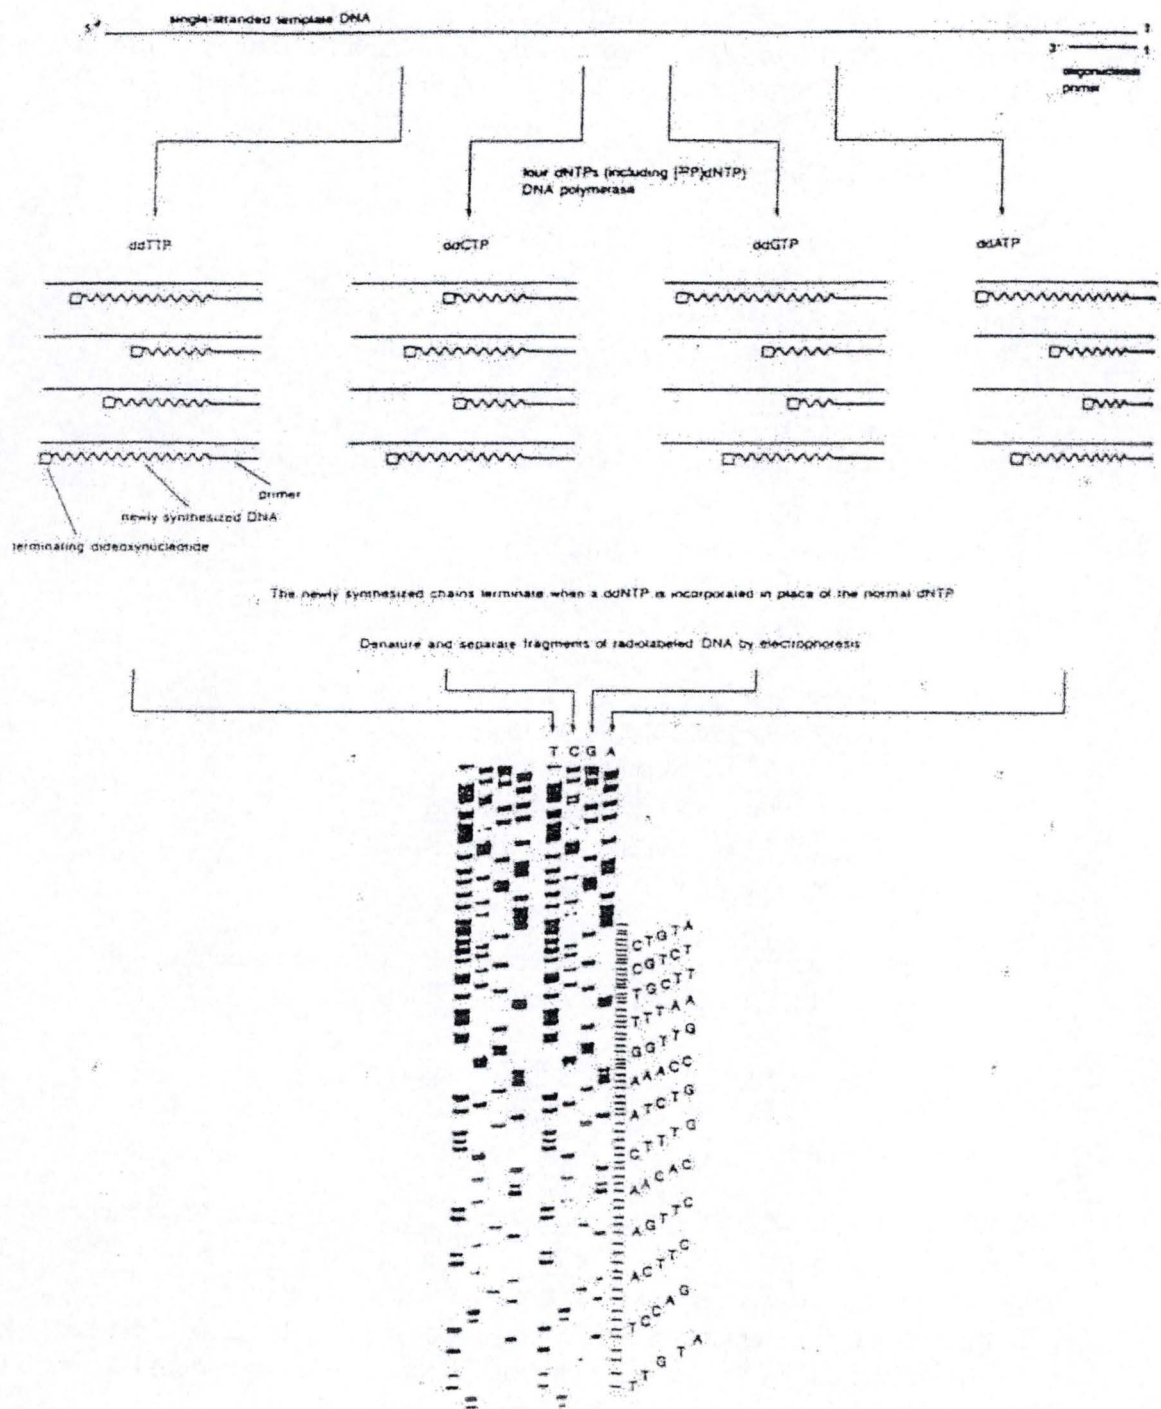 single-stranded template DNA
5'
3'
primer
four dNTPs (including [32P]dNTP)
DNA polymerase
ddTTP ddCTP ddGTP ddATP
primer
newly synthesized DNA
terminating dideoxynucleotide
The newly synthesized chains terminate when a ddNTP is incorporated in place of the normal dNTP
Denature and separate fragments of radiolabeled DNA by electrophoresis
T C G A
CTGTA
CGTCT
TGCTT
TTTAA
GGTTG
AAACC
ATCTG
CTTTG
AACAC
AGTTC
ACTTC
TCCAG
TTGTA